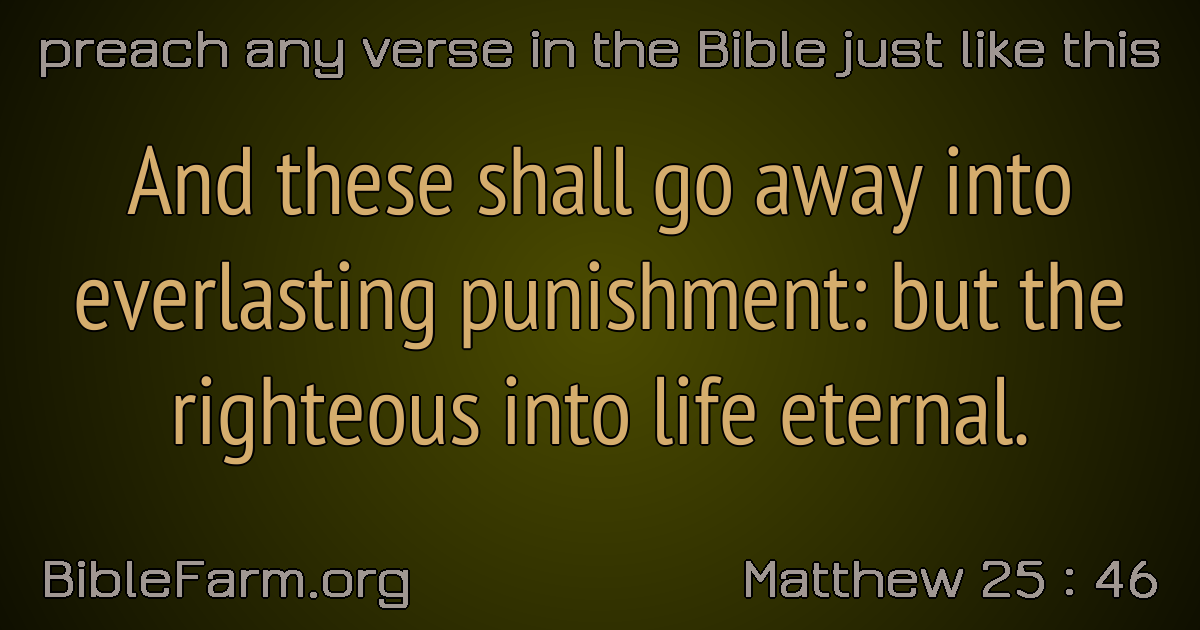 preach any verse in the Bible just like this
And these shall go away into
everlasting punishment: but the
righteous into life eternal.
BibleFarm.org
Matthew 25 : 46